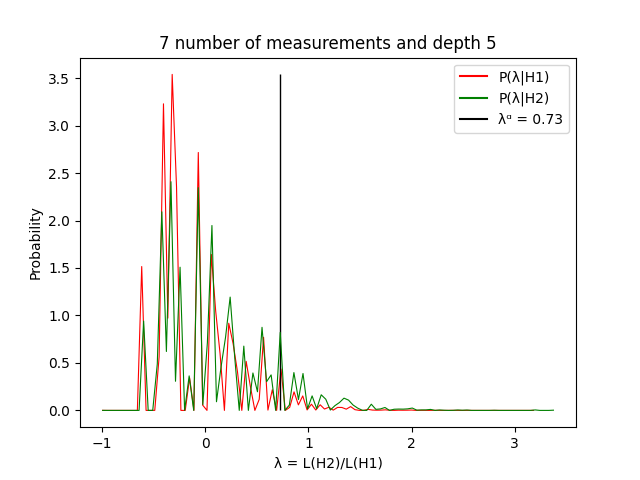 7 number of measurements and depth 5
P(λ|H1)
P(λ|H2)
λᵅ = 0.73
Probability
3.5
3.0
2.5
2.0
1.5
1.0
0.5
0.0
−1 0 1 2 3
λ = L(H2)/L(H1)